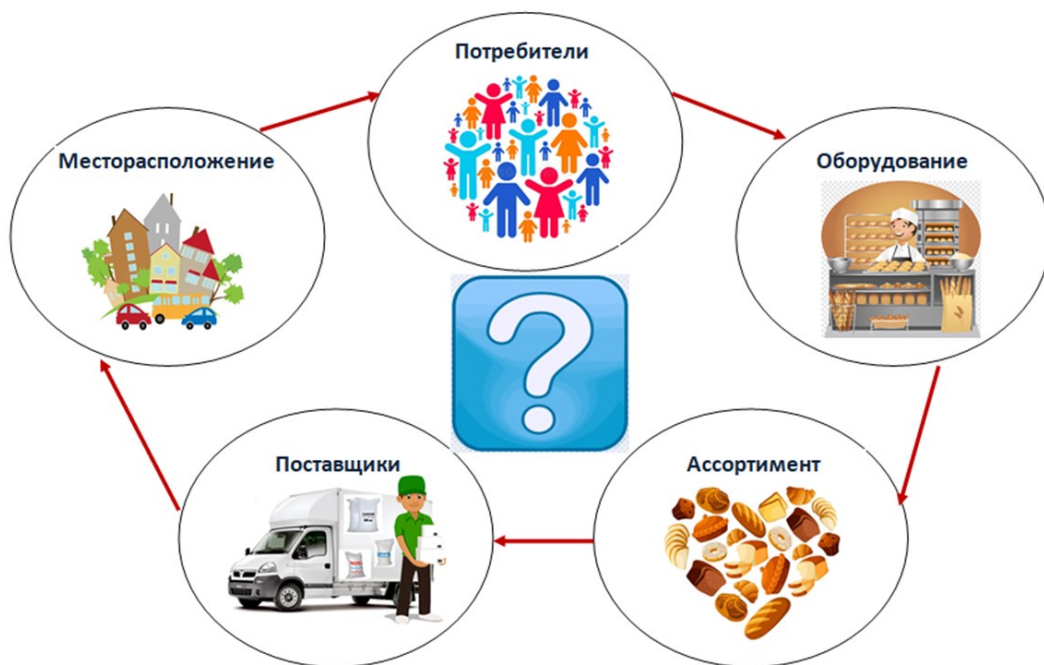 Потребители
Месторасположение
Оборудование
Поставщики
Ассортимент